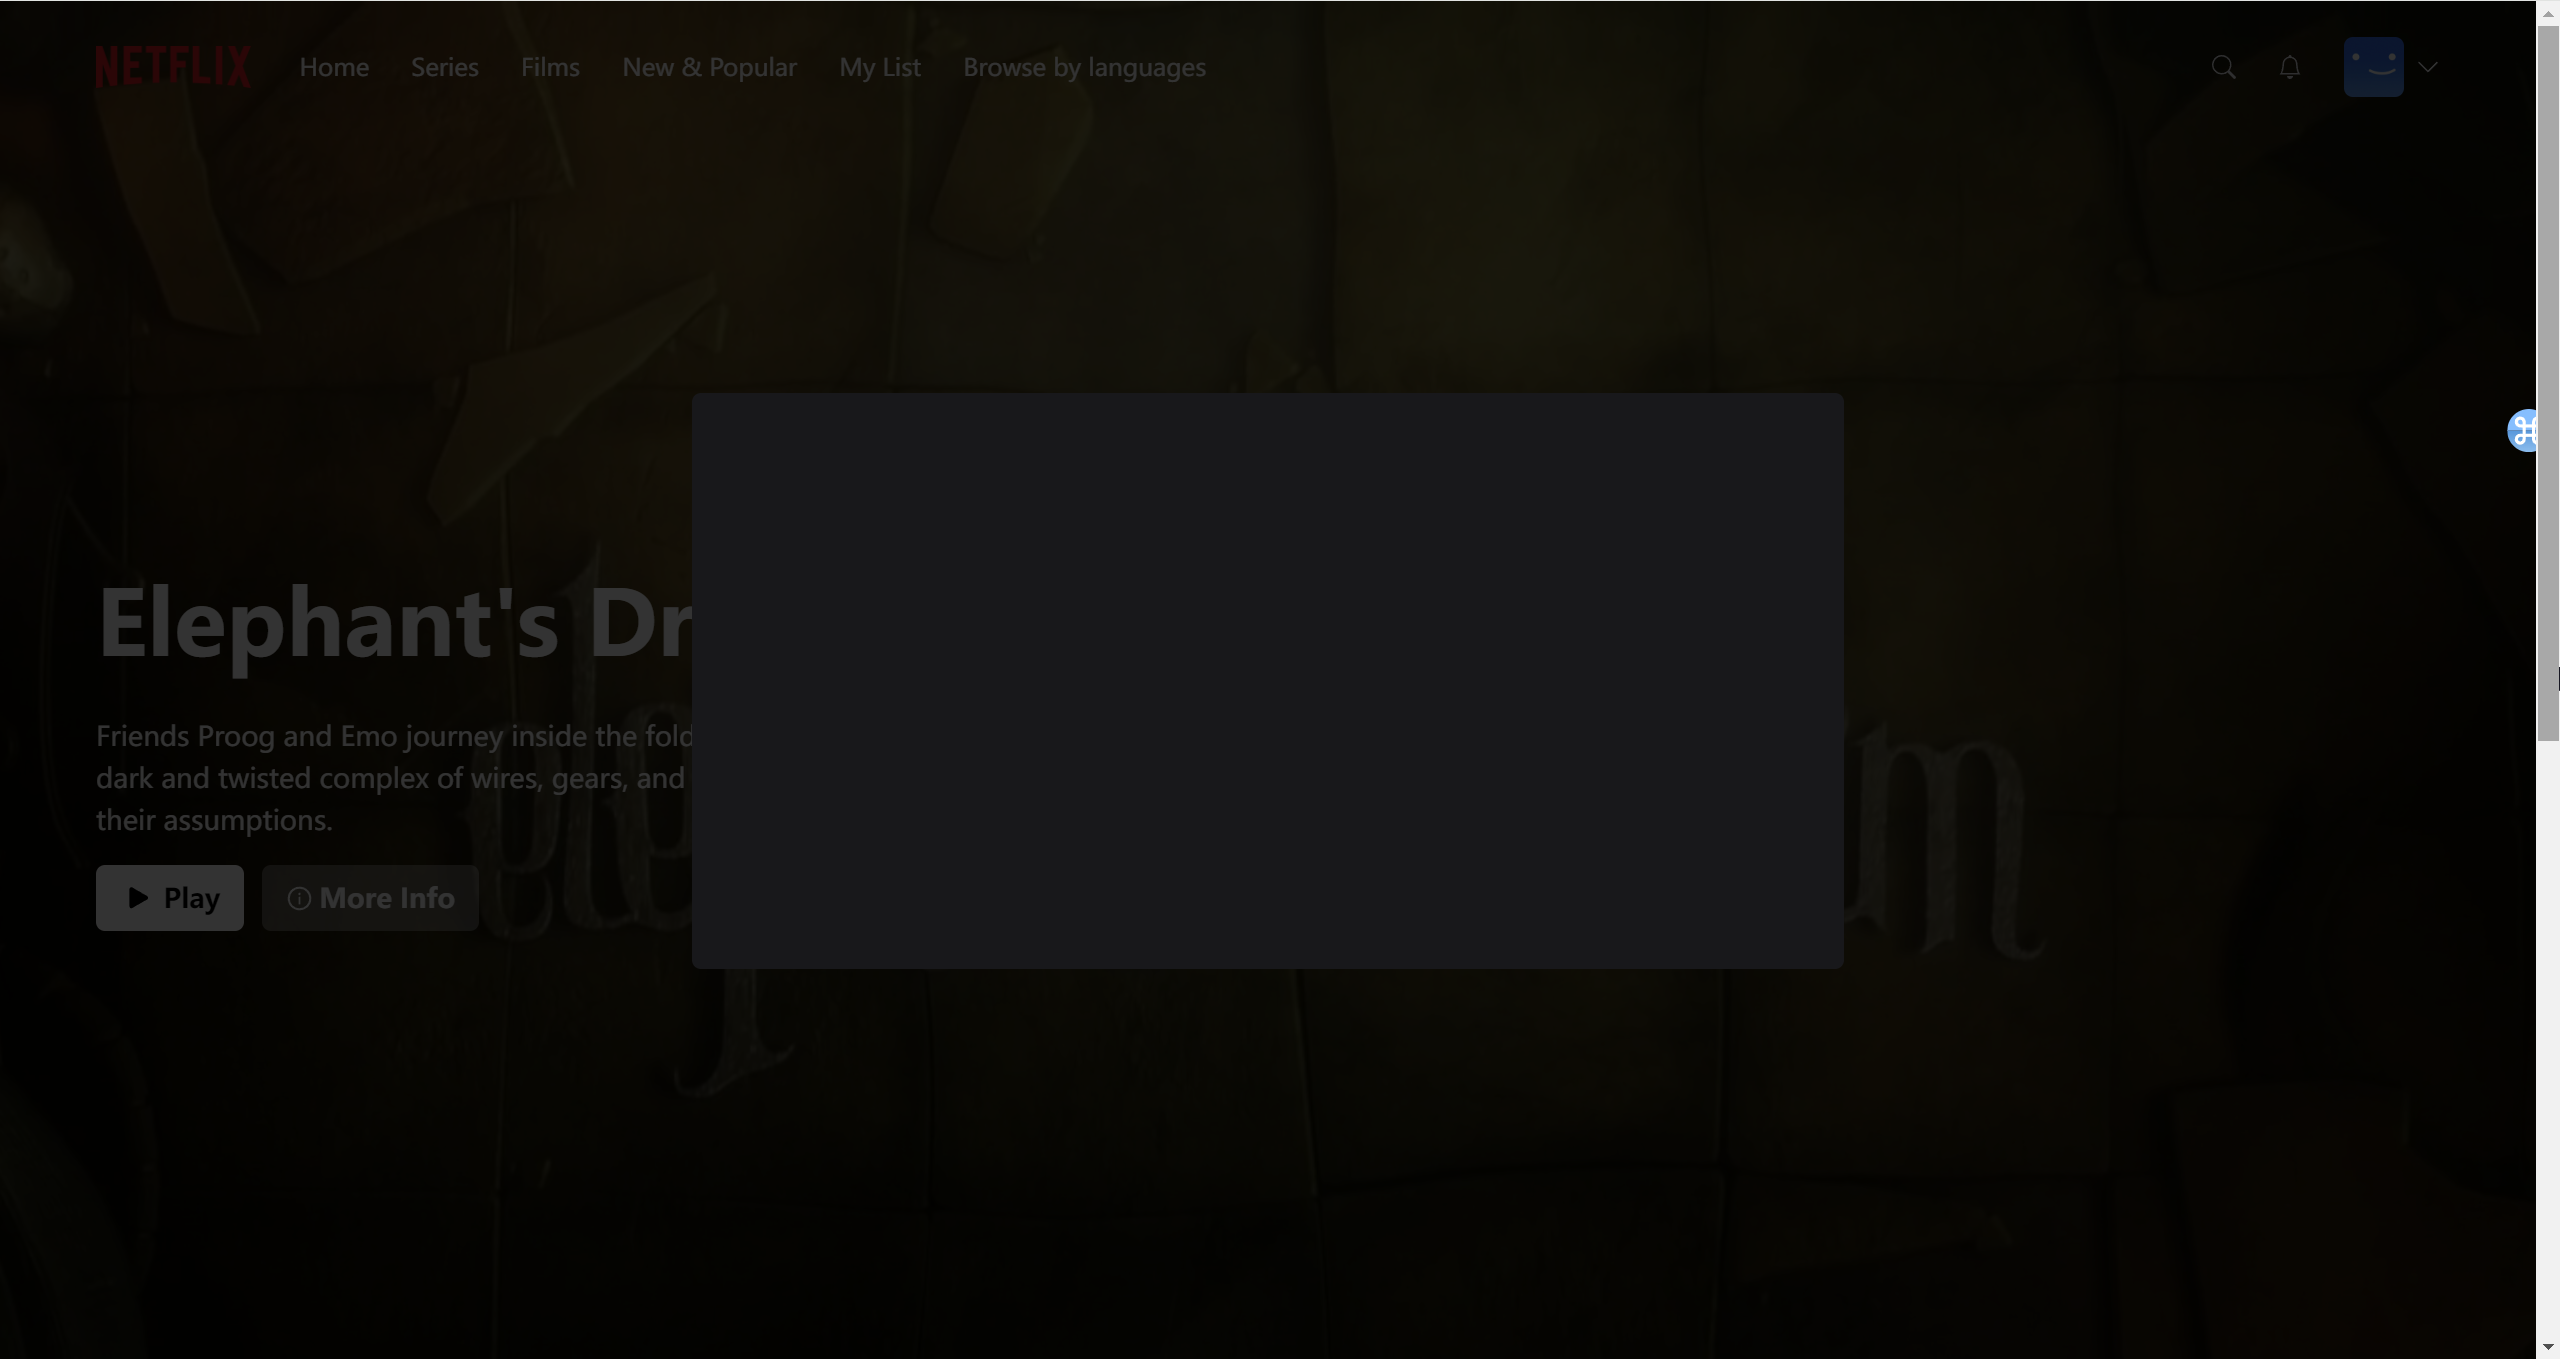 NETFLIX Home Series Films New & Popular My List Browse by languages
Elephant's Dr
Friends Proog and Emo journey inside the fold
dark and twisted complex of wires, gears, and
their assumptions.
Play More Info